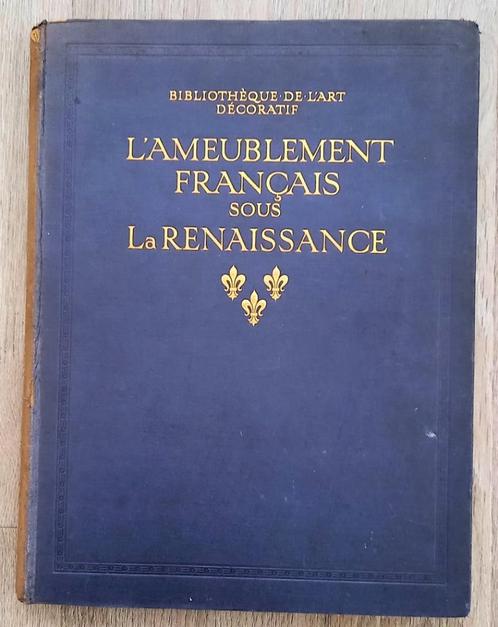 BIBLIOTHÈQUE·DE·L'ART
DÉCORATIF
L'AMEUBLEMENT
FRANÇAIS
SOUS
La RENAISSANCE